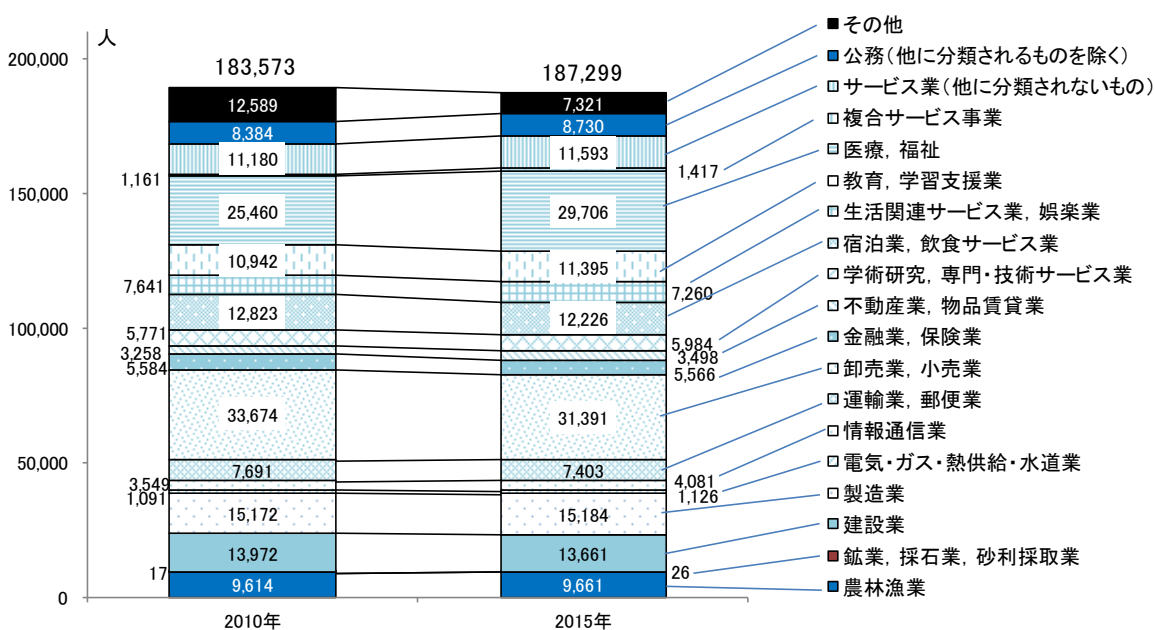 人
200,000
150,000
100,000
50,000
0
183,573
12,589
8,384
11,180
1,161
25,460
10,942
7,641
12,823
5,771
3,258
5,584
33,674
7,691
3,549
1,091
15,172
13,972
17
9,614
2010年
187,299
7,321
8,730
11,593
1,417
29,706
11,395
7,260
12,226
5,984
3,498
5,566
31,391
7,403
4,081
1,126
15,184
13,661
26
9,661
2015年
その他
公務(他に分類されるものを除く)
サービス業(他に分類されないもの)
複合サービス事業
医療, 福祉
教育, 学習支援業
生活関連サービス業, 娯楽業
宿泊業, 飲食サービス業
学術研究, 専門・技術サービス業
不動産業, 物品賃貸業
金融業, 保険業
卸売業, 小売業
運輸業, 郵便業
情報通信業
電気・ガス・熱供給・水道業
製造業
建設業
鉱業, 採石業, 砂利採取業
農林漁業